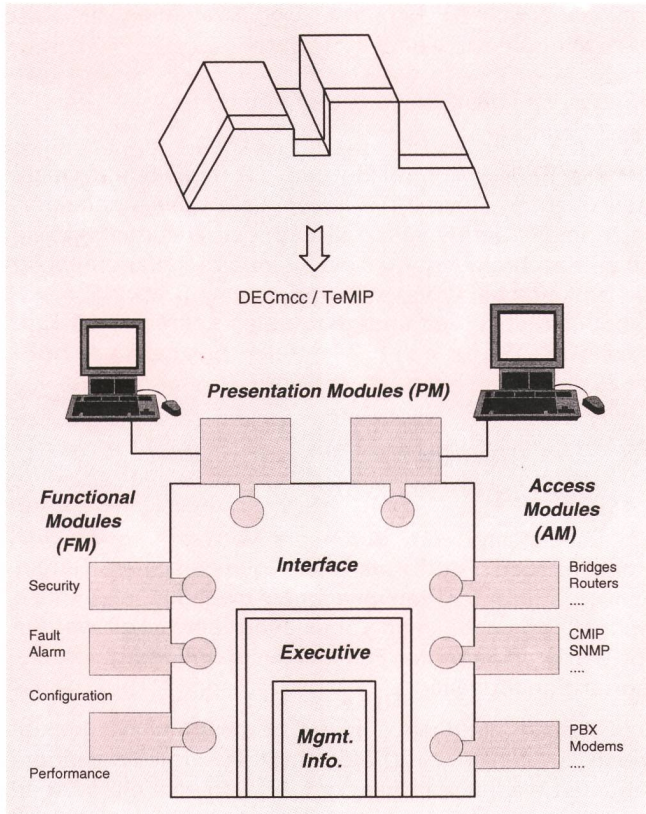 DECmcc / TeMIP
Presentation Modules (PM)
Functional
Modules
(FM)
Access
Modules
(AM)
Interface
Security
Bridges
Routers
....
Fault
Alarm
Executive
CMIP
SNMP
....
Configuration
Mgmt.
Info.
PBX
Modems
....
Performance